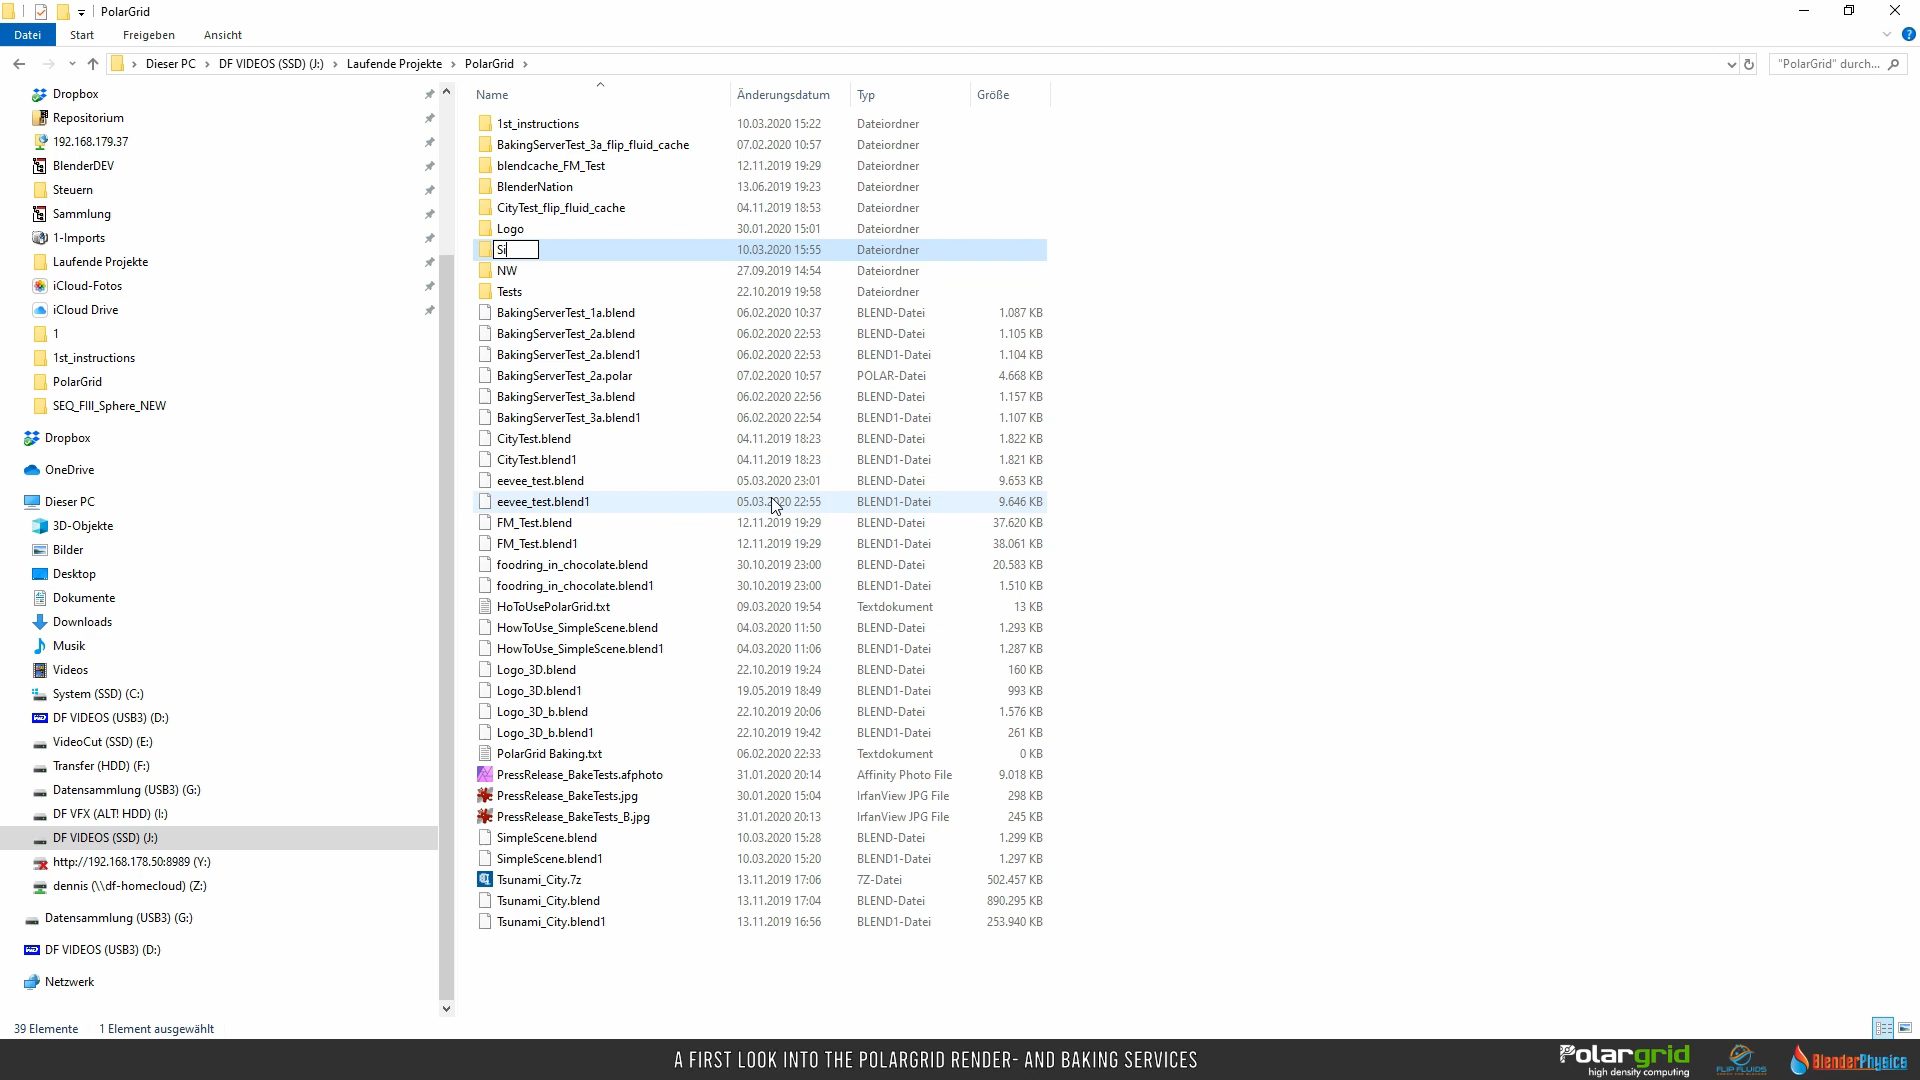 PolarGrid
Datei Start Freigeben Ansicht
Dieser PC DF VIDEOS (SSD) (J:) Laufende Projekte PolarGrid
"PolarGrid" durch...
Dropbox
Repositorium
192.168.179.37
BlenderDEV
Steuern
Sammlung
1-Imports
Laufende Projekte
iCloud-Fotos
iCloud Drive
1
1st_instructions
PolarGrid
SEQ_FIII_Sphere_NEW
Dropbox
OneDrive
Dieser PC
3D-Objekte
Bilder
Desktop
Dokumente
Downloads
Musik
Videos
System (SSD) (C:)
DF VIDEOS (USB3) (D:)
VideoCut (SSD) (E:)
Transfer (HDD) (F:)
Datensammlung (USB3) (G:)
DF VFX (ALT! HDD) (I:)
DF VIDEOS (SSD) (J:)
http://192.168.178.50:8989 (Y:)
dennis (\\df-homecloud) (Z:)
Datensammlung (USB3) (G:)
DF VIDEOS (USB3) (D:)
Netzwerk
Name Änderungsdatum Typ Größe
1st_instructions 10.03.2020 15:22 Dateiordner
BakingServerTest_3a_flip_fluid_cache 07.02.2020 10:57 Dateiordner
blendcache_FM_Test 12.11.2019 19:29 Dateiordner
BlenderNation 13.06.2019 19:23 Dateiordner
CityTest_flip_fluid_cache 04.11.2019 18:53 Dateiordner
Logo 30.01.2020 15:01 Dateiordner
Si 10.03.2020 15:55 Dateiordner
NW 27.09.2019 14:54 Dateiordner
Tests 22.10.2019 19:58 Dateiordner
BakingServerTest_1a.blend 06.02.2020 10:37 BLEND-Datei 1.087 KB
BakingServerTest_2a.blend 06.02.2020 22:53 BLEND-Datei 1.105 KB
BakingServerTest_2a.blend1 06.02.2020 22:53 BLEND1-Datei 1.104 KB
BakingServerTest_2a.polar 07.02.2020 10:57 POLAR-Datei 4.668 KB
BakingServerTest_3a.blend 06.02.2020 22:56 BLEND-Datei 1.157 KB
BakingServerTest_3a.blend1 06.02.2020 22:54 BLEND1-Datei 1.107 KB
CityTest.blend 04.11.2019 18:23 BLEND-Datei 1.822 KB
CityTest.blend1 04.11.2019 18:23 BLEND1-Datei 1.821 KB
eevee_test.blend 05.03.2020 23:01 BLEND-Datei 9.653 KB
eevee_test.blend1 05.03.2020 22:55 BLEND1-Datei 9.646 KB
FM_Test.blend 12.11.2019 19:29 BLEND-Datei 37.620 KB
FM_Test.blend1 12.11.2019 19:29 BLEND1-Datei 38.061 KB
foodring_in_chocolate.blend 30.10.2019 23:00 BLEND-Datei 20.583 KB
foodring_in_chocolate.blend1 30.10.2019 23:00 BLEND1-Datei 1.510 KB
HoToUsePolarGrid.txt 09.03.2020 19:54 Textdokument 13 KB
HowToUse_SimpleScene.blend 04.03.2020 11:50 BLEND-Datei 1.293 KB
HowToUse_SimpleScene.blend1 04.03.2020 11:06 BLEND1-Datei 1.287 KB
Logo_3D.blend 22.10.2019 19:24 BLEND-Datei 160 KB
Logo_3D.blend1 19.05.2019 18:49 BLEND1-Datei 993 KB
Logo_3D_b.blend 22.10.2019 20:06 BLEND-Datei 1.576 KB
Logo_3D_b.blend1 22.10.2019 19:42 BLEND1-Datei 261 KB
PolarGrid Baking.txt 06.02.2020 22:33 Textdokument 0 KB
PressRelease_BakeTests.afphoto 31.01.2020 20:14 Affinity Photo File 9.018 KB
PressRelease_BakeTests.jpg 30.01.2020 15:04 IrfanView JPG File 298 KB
PressRelease_BakeTests_B.jpg 31.01.2020 20:13 IrfanView JPG File 245 KB
SimpleScene.blend 10.03.2020 15:28 BLEND-Datei 1.299 KB
SimpleScene.blend1 10.03.2020 15:20 BLEND1-Datei 1.297 KB
Tsunami_City.7z 13.11.2019 17:06 7Z-Datei 502.457 KB
Tsunami_City.blend 13.11.2019 17:04 BLEND-Datei 890.295 KB
Tsunami_City.blend1 13.11.2019 16:56 BLEND1-Datei 253.940 KB
39 Elemente 1 Element ausgewählt
A FIRST LOOK INTO THE POLARGRID RENDER- AND BAKING SERVICES
Polargrid
high density computing
FLIP FLUIDS
BlenderPhysics